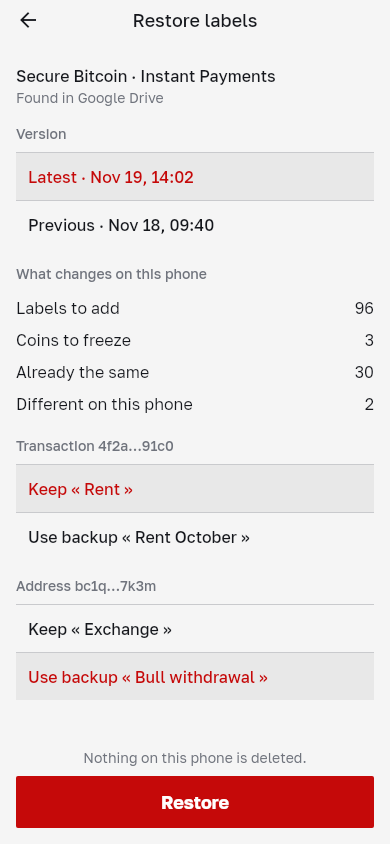 Restore labels
Secure Bitcoin · Instant Payments
Found in Google Drive
Version
Latest · Nov 19, 14:02
Previous · Nov 18, 09:40
What changes on this phone
Labels to add 96
Coins to freeze 3
Already the same 30
Different on this phone 2
Transaction 4f2a…91c0
Keep « Rent »
Use backup « Rent October »
Address bc1q…7k3m
Keep « Exchange »
Use backup « Bull withdrawal »
Nothing on this phone is deleted.
Restore